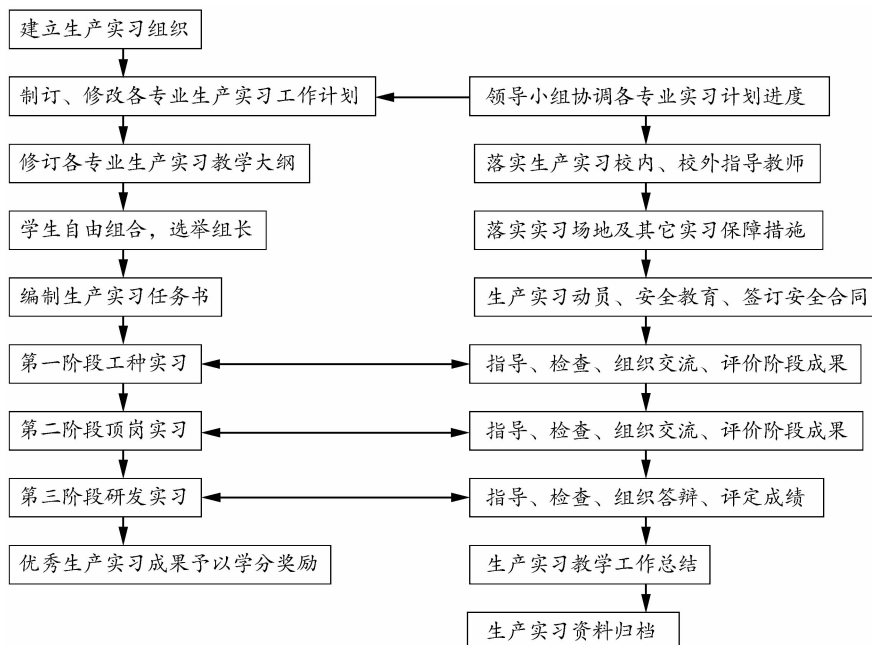 建立生产实习组织
制订、修改各专业生产实习工作计划
领导小组协调各专业实习计划进度
修订各专业生产实习教学大纲
落实生产实习校内、校外指导教师
学生自由组合，选举组长
落实实习场地及其它实习保障措施
编制生产实习任务书
生产实习动员、安全教育、签订安全合同
第一阶段工种实习
指导、检查、组织交流、评价阶段成果
第二阶段顶岗实习
指导、检查、组织交流、评价阶段成果
第三阶段研发实习
指导、检查、组织答辩、评定成绩
优秀生产实习成果予以学分奖励
生产实习教学工作总结
生产实习资料归档